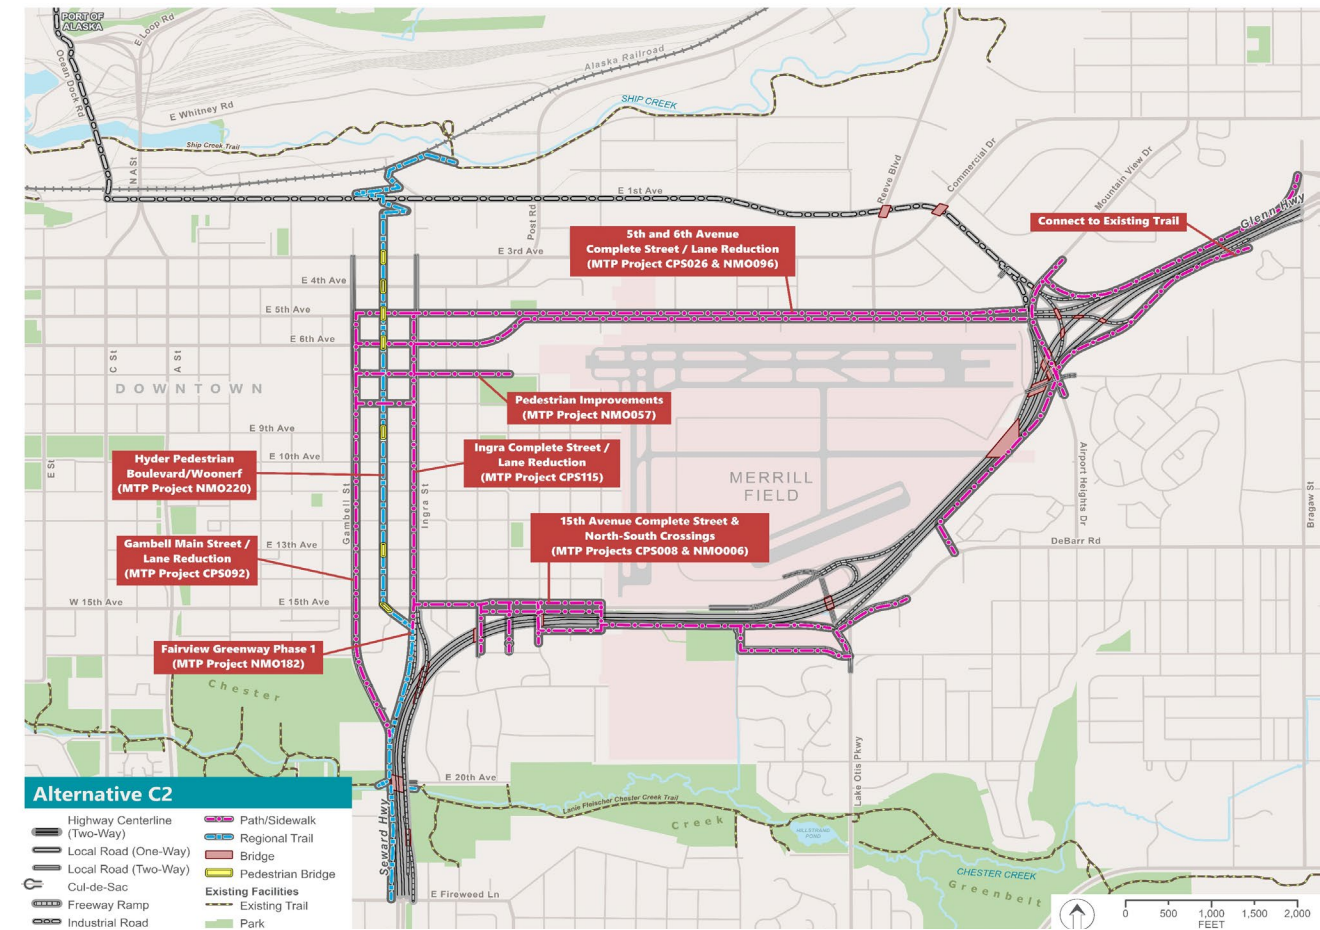 PORT OF
ALASKA
E Loop Rd
Ocean Dock Rd
Alaska Railroad
E Whitney Rd
SHIP CREEK
Ship Creek Trail
N A St
E 1st Ave
Reeve Blvd
Commercial Dr
Mountain View Dr
Post Rd
Glenn Hwy
Connect to Existing Trail
5th and 6th Avenue
Complete Street / Lane Reduction
(MTP Project CPS026 & NMO096)
E 3rd Ave
E 4th Ave
E 5th Ave
E 6th Ave
C St
A St
DOWNTOWN
Pedestrian Improvements
(MTP Project NMO057)
E 9th Ave
Ingra Complete Street /
Lane Reduction
(MTP Project CPS115)
Hyder Pedestrian
Boulevard/Woonerf
(MTP Project NMO220)
E 10th Ave
E St
Gambell St
Ingra St
MERRILL
FIELD
Airport Heights Dr
Bragaw St
15th Avenue Complete Street &
North-South Crossings
(MTP Projects CPS008 & NMO006)
Gambell Main Street /
Lane Reduction
(MTP Project CPS092)
E 13th Ave
DeBarr Rd
W 15th Ave
E 15th Ave
Fairview Greenway Phase 1
(MTP Project NMO182)
Chester
E 20th Ave
Lanie Fleischer Chester Creek Trail
Lake Otis Pkwy
Creek
HILLSTRAND
POND
Seward Hwy
CHESTER CREEK
Greenbelt
E Fireweed Ln
Alternative C2
Highway Centerline
(Two-Way)
Local Road (One-Way)
Local Road (Two-Way)
Cul-de-Sac
Freeway Ramp
Industrial Road
Path/Sidewalk
Regional Trail
Bridge
Pedestrian Bridge
Existing Facilities
Existing Trail
Park
0 500 1,000 1,500 2,000
FEET